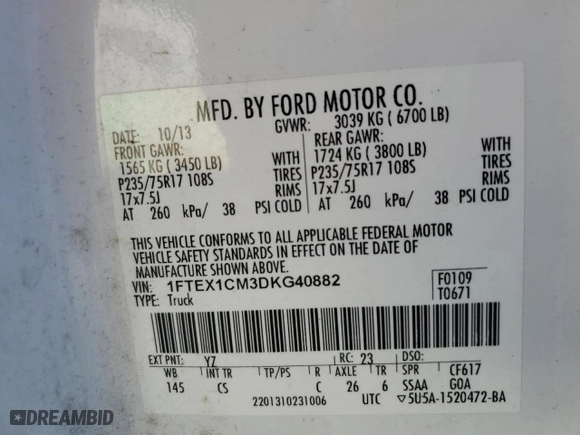 MFD. BY FORD MOTOR CO.
DATE: 10/13 GVWR: 3039 KG ( 6700 LB)
FRONT GAWR: REAR GAWR:
1565 KG ( 3450 LB) WITH 1724 KG ( 3800 LB) WITH
P235/75R17 108S TIRES P235/75R17 108S TIRES
17x7.5J RIMS 17x7.5J RIMS
AT 260 kPa/ 38 PSI COLD AT 260 kPa/ 38 PSI COLD
THIS VEHICLE CONFORMS TO ALL APPLICABLE FEDERAL MOTOR
VEHICLE SAFETY STANDARDS IN EFFECT ON THE DATE OF
MANUFACTURE SHOWN ABOVE.
VIN: 1FTEX1CM3DKG40882 F0109
TYPE: Truck T0671
EXT PNT: YZ RC: 23 DSO:
WB INT TR TP/PS R AXLE TR SPR CF617
145 CS C 26 6 SSAA GOA
2201310231006 UTC ▽5U5A-1520472-BA
DREAMBID